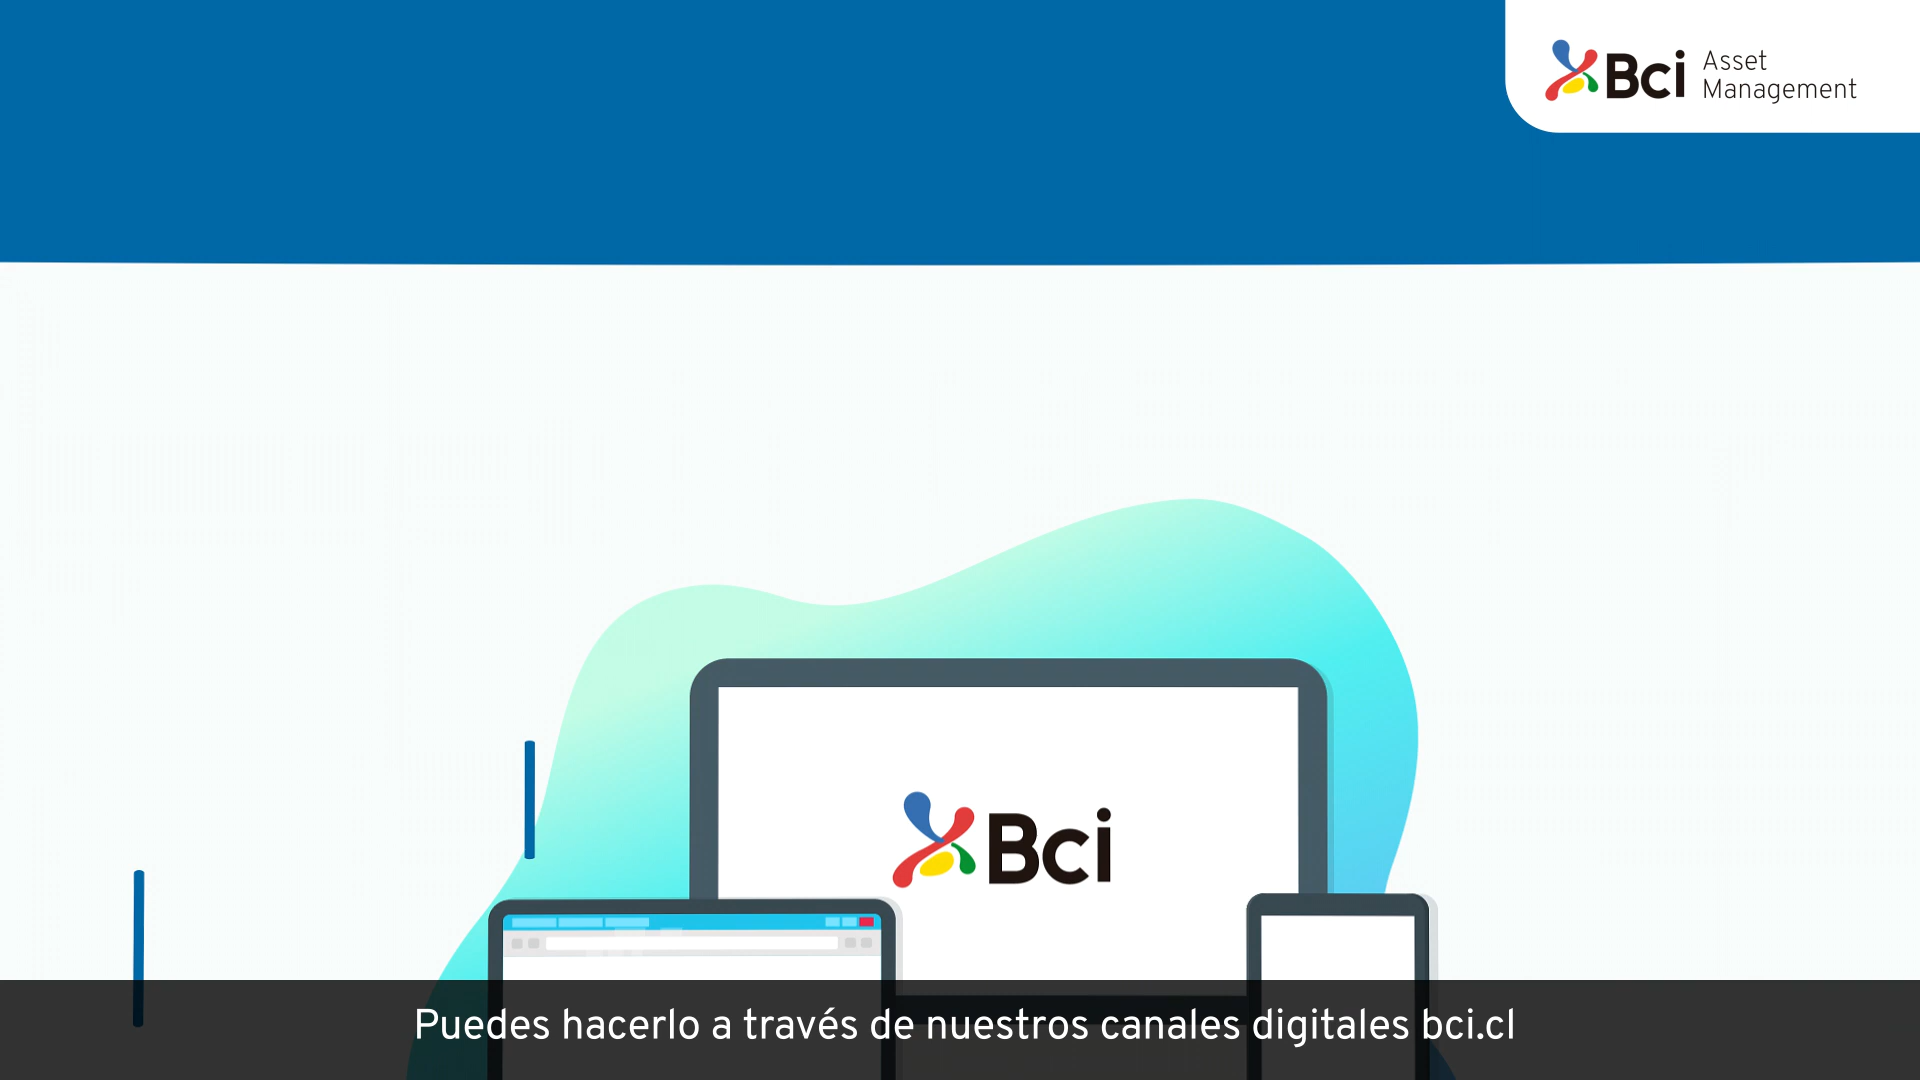 Bci Asset
Management
Bci
Puedes hacerlo a través de nuestros canales digitales bci.cl